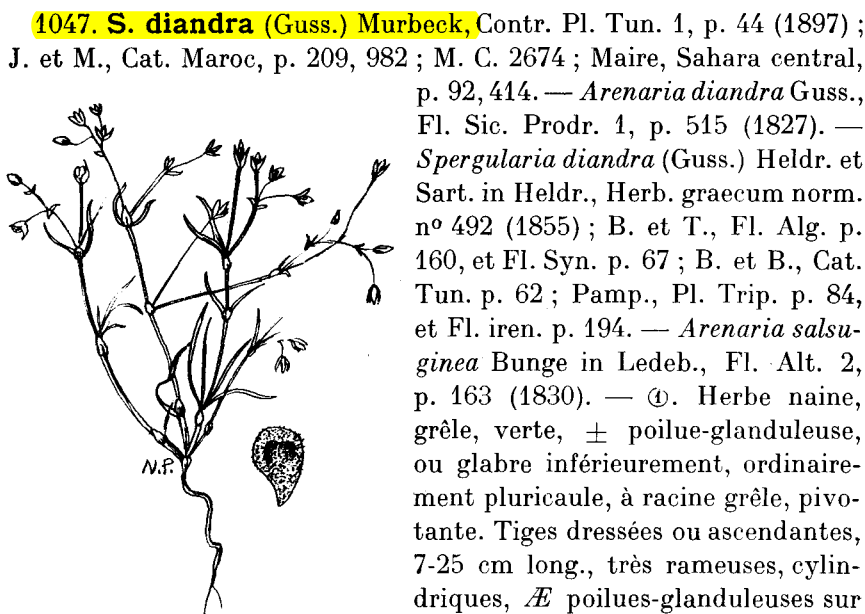 1047. S. diandra (Guss.) Murbeck, Contr. Pl. Tun. 1, p. 44 (1897) ;
J. et M., Cat. Maroc, p. 209, 982 ; M. C. 2674 ; Maire, Sahara central,
p. 92, 414. — Arenaria diandra Guss.,
Fl. Sic. Prodr. 1, p. 515 (1827). —
Spergularia diandra (Guss.) Heldr. et
Sart. in Heldr., Herb. graecum norm.
nº 492 (1855) ; B. et T., Fl. Alg. p.
160, et Fl. Syn. p. 67 ; B. et B., Cat.
Tun. p. 62 ; Pamp., Pl. Trip. p. 84,
et Fl. iren. p. 194. — Arenaria salsu-
ginea Bunge in Ledeb., Fl. Alt. 2,
p. 163 (1830). — ①. Herbe naine,
grêle, verte, ± poilue-glanduleuse,
ou glabre inférieurement, ordinaire-
ment pluricaule, à racine grêle, pivo-
tante. Tiges dressées ou ascendantes,
7-25 cm long., très rameuses, cylin-
driques, Æ poilues-glanduleuses sur
N.P.